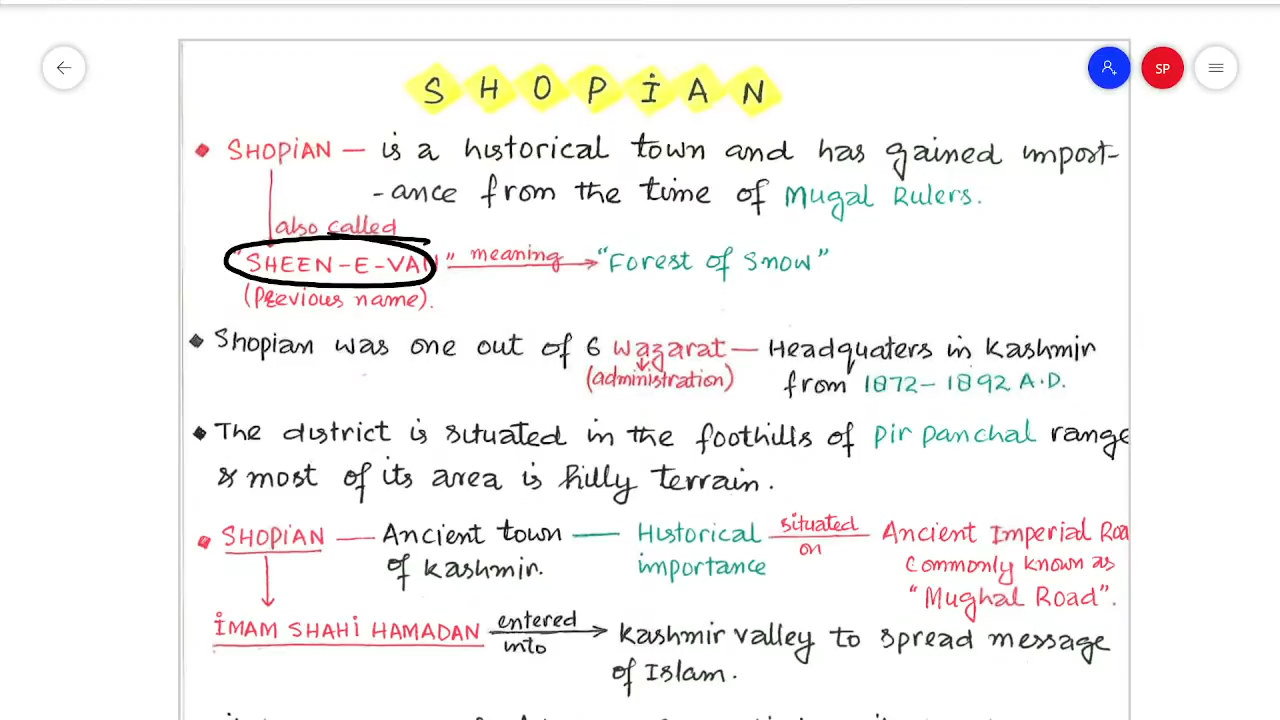 SHOPIAN
SP
SHOPIAN — is a historical town and has gained import-
-ance from the time of Mugal Rulers.
also called
"SHEEN-E-VAN" meaning "Forest of Snow"
(Previous name).
Shopian was one out of 6 wazarat — Headquaters in Kashmir
(administration) from 1872-1892 A.D.
The district is situated in the foothills of Pir Panchal range
& most of its area is hilly terrain.
SHOPIAN — Ancient town — Historical situated on Ancient Imperial Roa
of Kashmir. importance commonly known as
"Mughal Road".
IMAM SHAHI HAMADAN entered into Kashmir valley to spread message
of Islam.